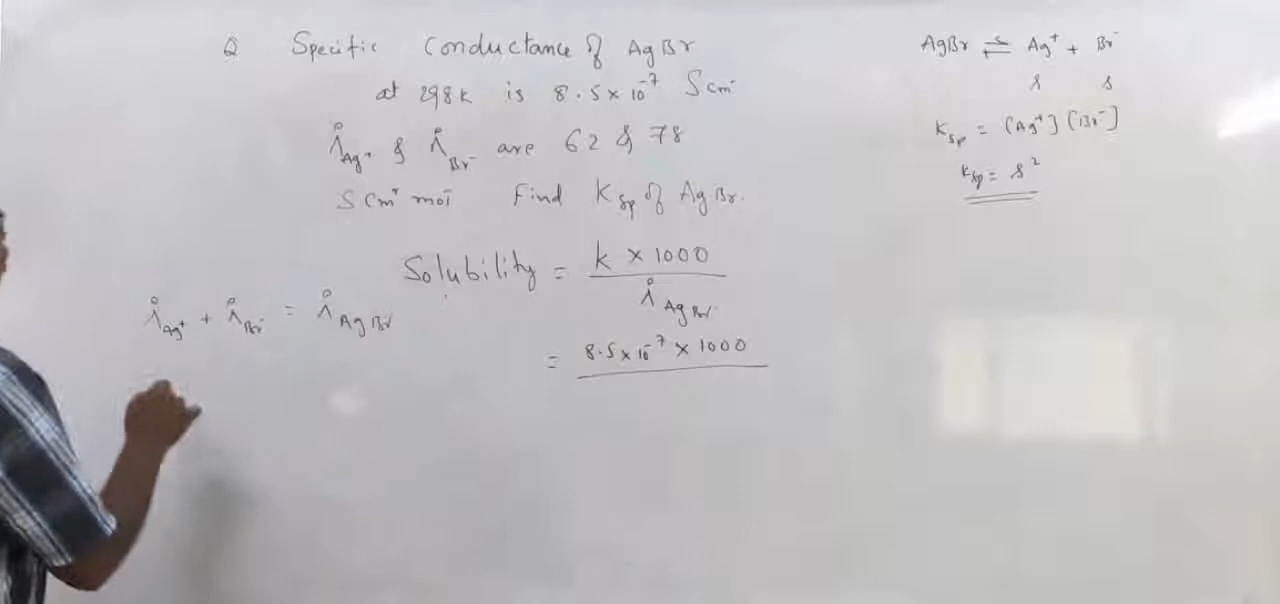 Q Specific Conductance of AgBr
at 298K is 8.5 × 10⁻⁷ S cm⁻¹
λ°Ag⁺ & λ°Br⁻ are 62 & 78
S cm² mol⁻¹ Find Ksp of AgBr.
Solubility = k × 1000 / λ°AgBr
λ°Ag⁺ + λ°Br⁻ = λ°AgBr
= 8.5 × 10⁻⁷ × 1000
AgBr ⇌ Ag⁺ + Br⁻
s s
Ksp = [Ag⁺] [Br⁻]
Ksp = s²